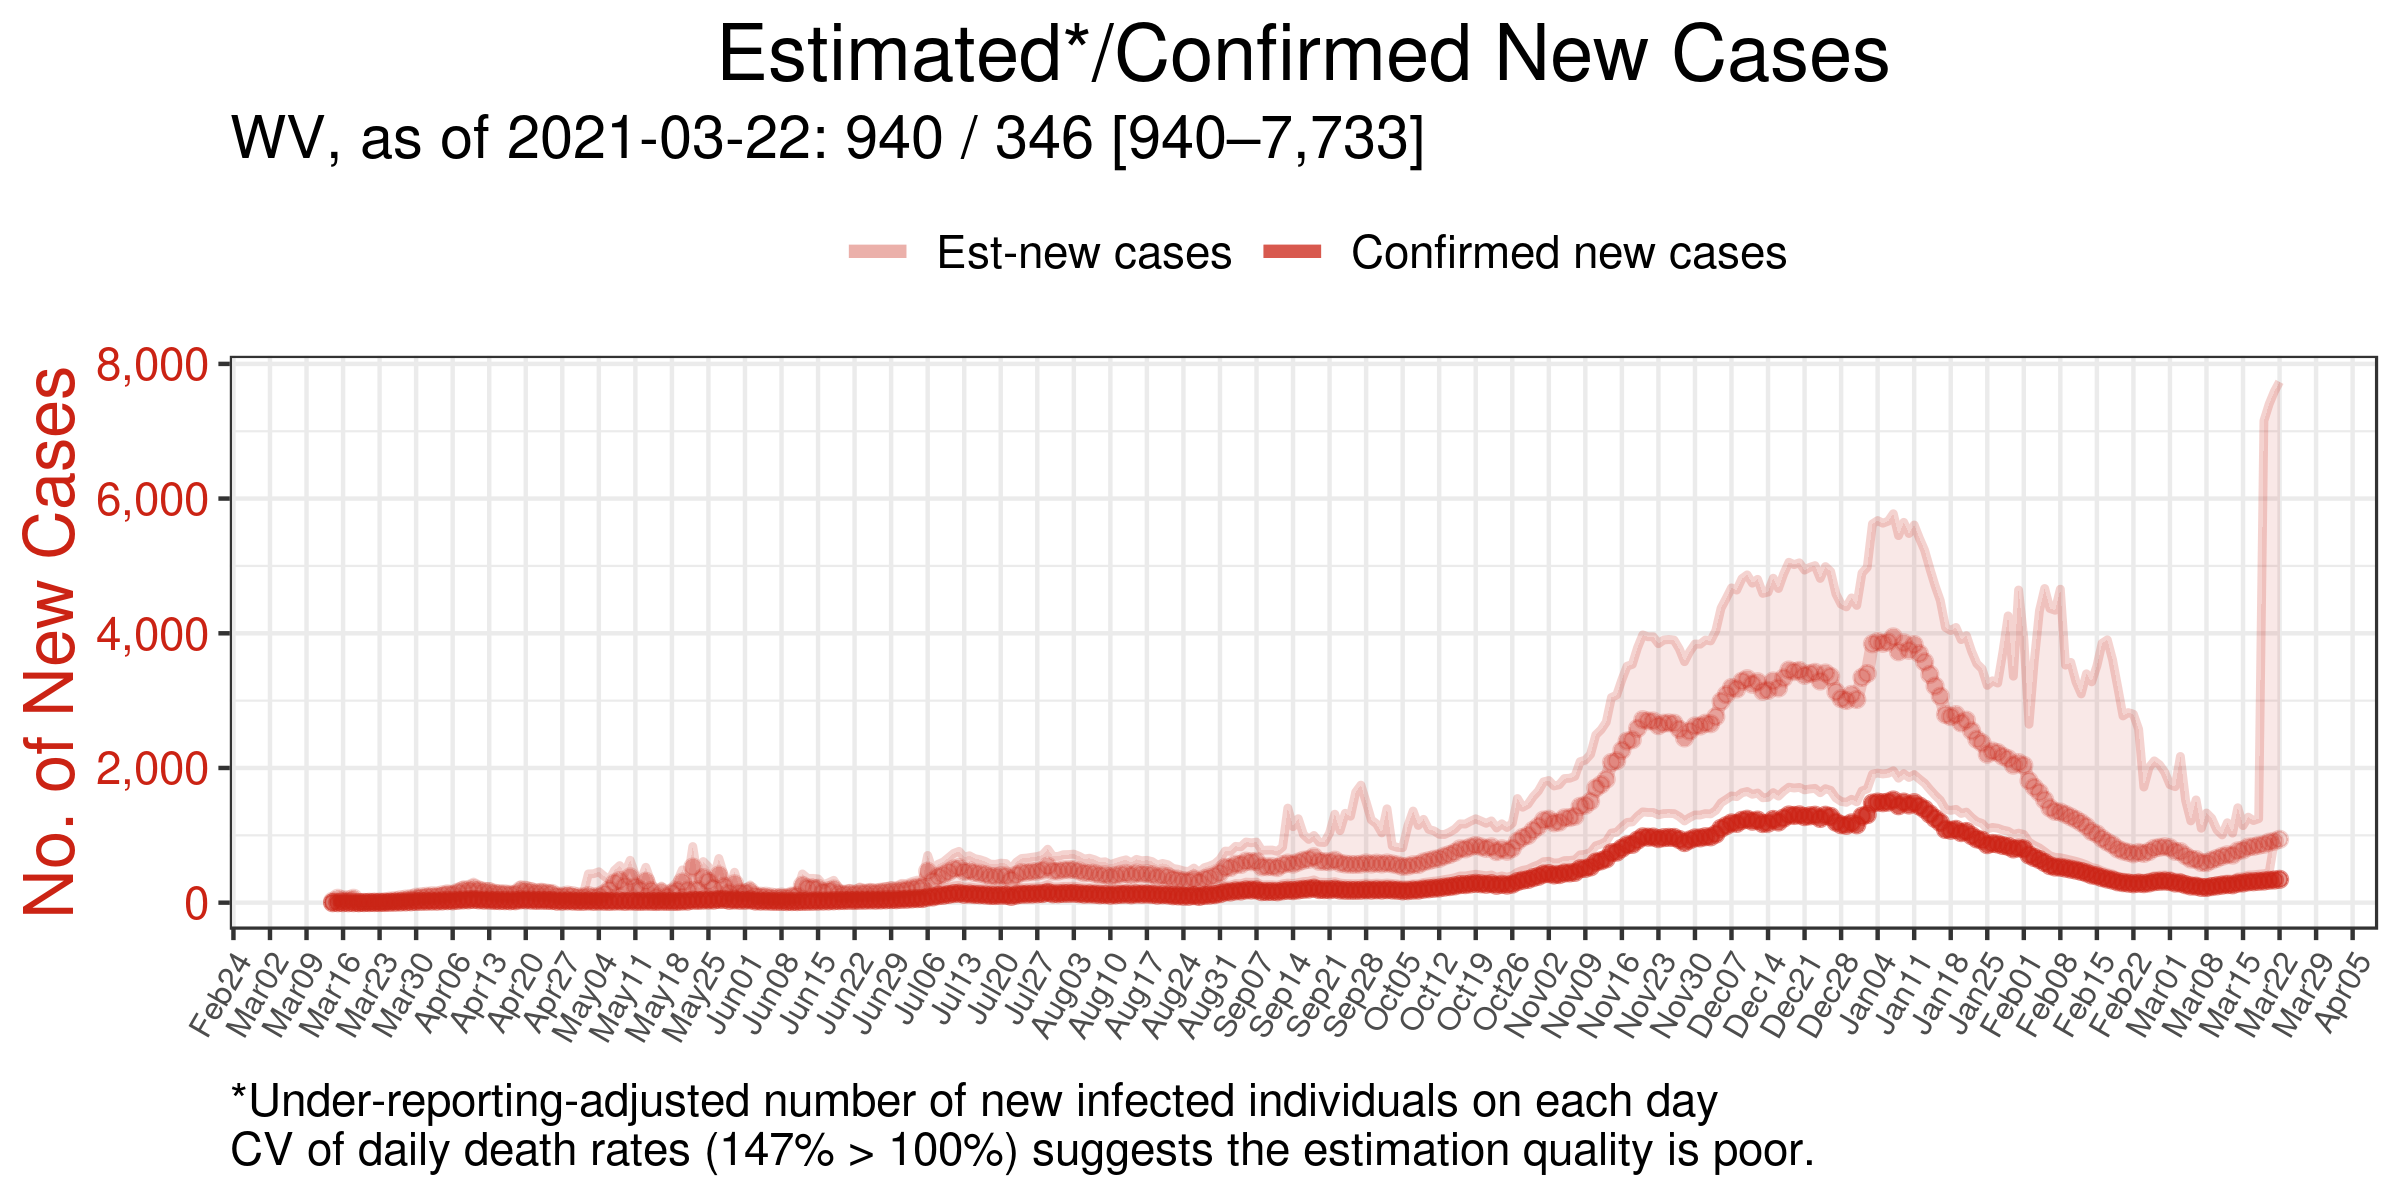 Estimated*/Confirmed New Cases
WV, as of 2021-03-22: 940 / 346 [940–7,733]
Est-new cases
Confirmed new cases
No. of New Cases
8,000
6,000
4,000
2,000
0
Feb24
Mar02
Mar09
Mar16
Mar23
Mar30
Apr06
Apr13
Apr20
Apr27
May04
May11
May18
May25
Jun01
Jun08
Jun15
Jun22
Jun29
Jul06
Jul13
Jul20
Jul27
Aug03
Aug10
Aug17
Aug24
Aug31
Sep07
Sep14
Sep21
Sep28
Oct05
Oct12
Oct19
Oct26
Nov02
Nov09
Nov16
Nov23
Nov30
Dec07
Dec14
Dec21
Dec28
Jan04
Jan11
Jan18
Jan25
Feb01
Feb08
Feb15
Feb22
Mar01
Mar08
Mar15
Mar22
Mar29
Apr05
*Under-reporting-adjusted number of new infected individuals on each day
CV of daily death rates (147% > 100%) suggests the estimation quality is poor.